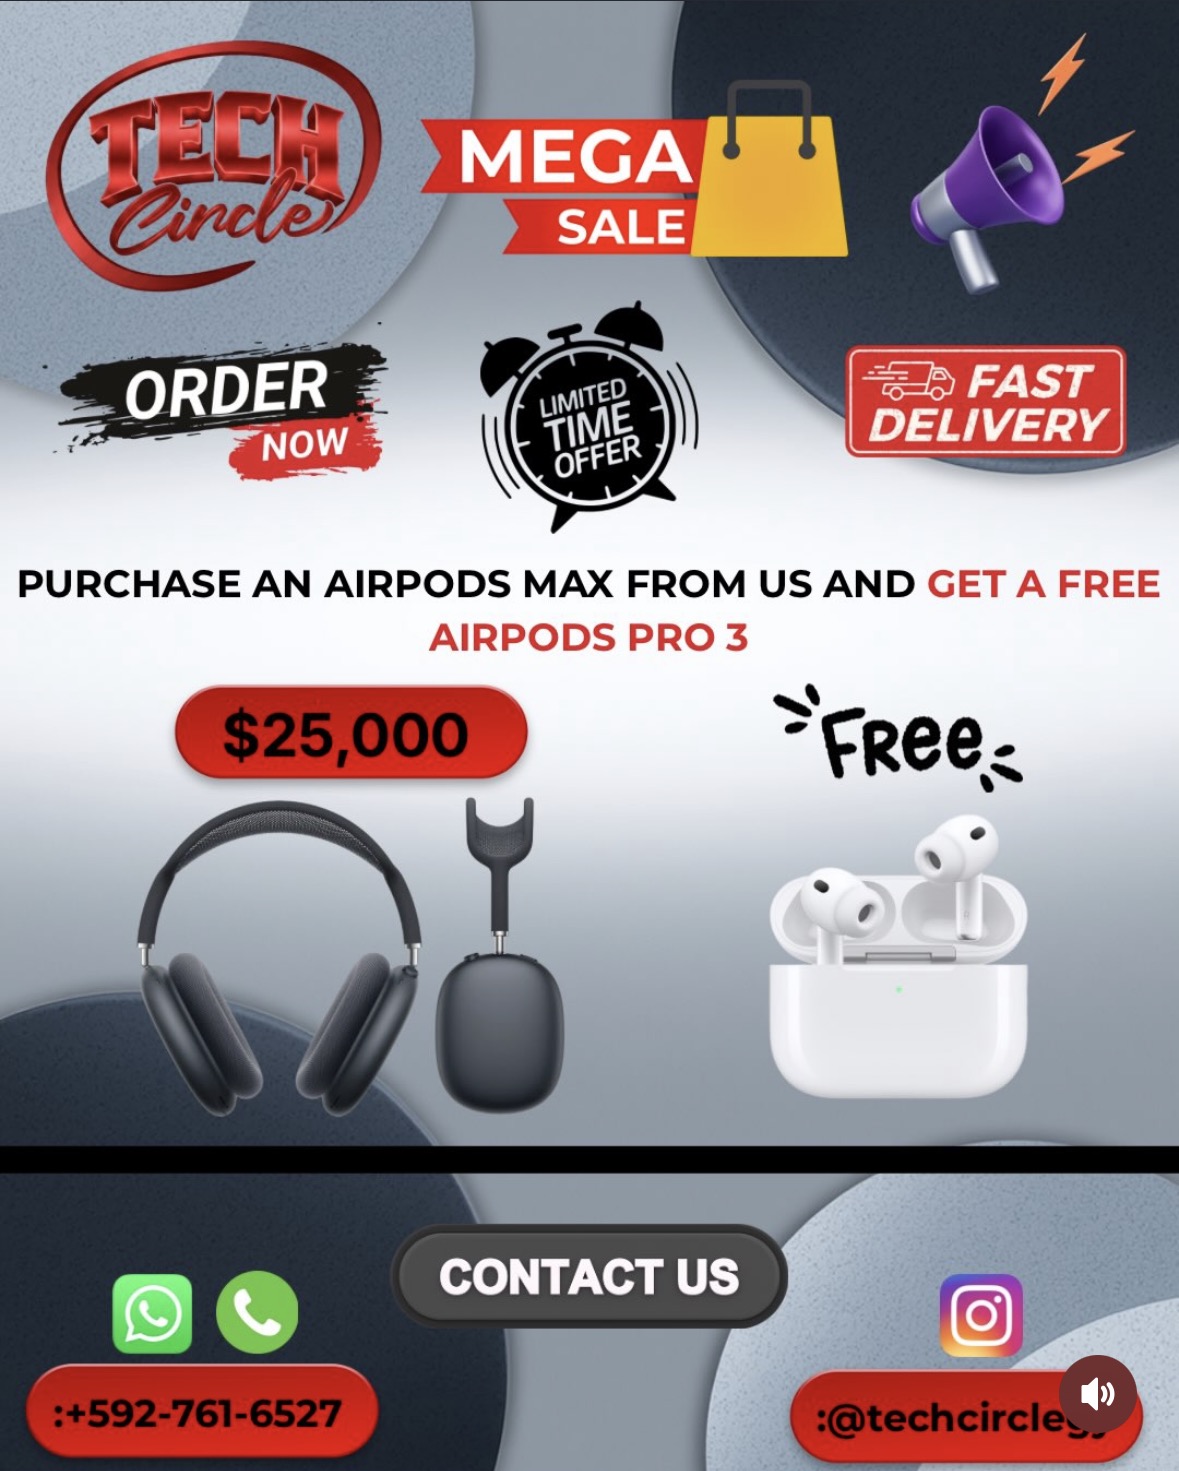 TECH
Circle
MEGA
SALE
ORDER
NOW
LIMITED
TIME
OFFER
FAST
DELIVERY
PURCHASE AN AIRPODS MAX FROM US AND GET A FREE
AIRPODS PRO 3
$25,000
FREE
CONTACT US
:+592-761-6527